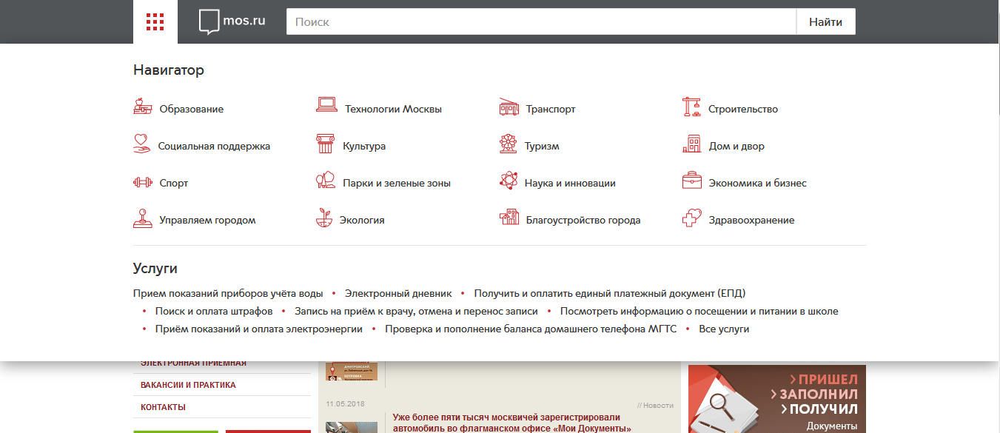 mos.ru
Поиск
Найти
Навигатор
Образование
Технологии Москвы
Транспорт
Строительство
Социальная поддержка
Культура
Туризм
Дом и двор
Спорт
Парки и зеленые зоны
Наука и инновации
Экономика и бизнес
Управляем городом
Экология
Благоустройство города
Здравоохранение
Услуги
Прием показаний приборов учёта воды • Электронный дневник • Получить и оплатить единый платежный документ (ЕПД)
• Поиск и оплата штрафов • Запись на приём к врачу, отмена и перенос записи • Посмотреть информацию о посещении и питании в школе
• Приём показаний и оплата электроэнергии • Проверка и пополнение баланса домашнего телефона МГТС • Все услуги
ЭЛЕКТРОННАЯ ПРИЕМНАЯ
ВАКАНСИИ И ПРАКТИКА
КОНТАКТЫ
ДМИТРОВСКИЙ
КОТЛОВКА
11.05.2018
// Новости
Уже более пяти тысяч москвичей зарегистрировали
автомобиль во флагманском офисе «Мои Документы»
> ПРИШЕЛ
> ЗАПОЛНИЛ
> ПОЛУЧИЛ
Документы